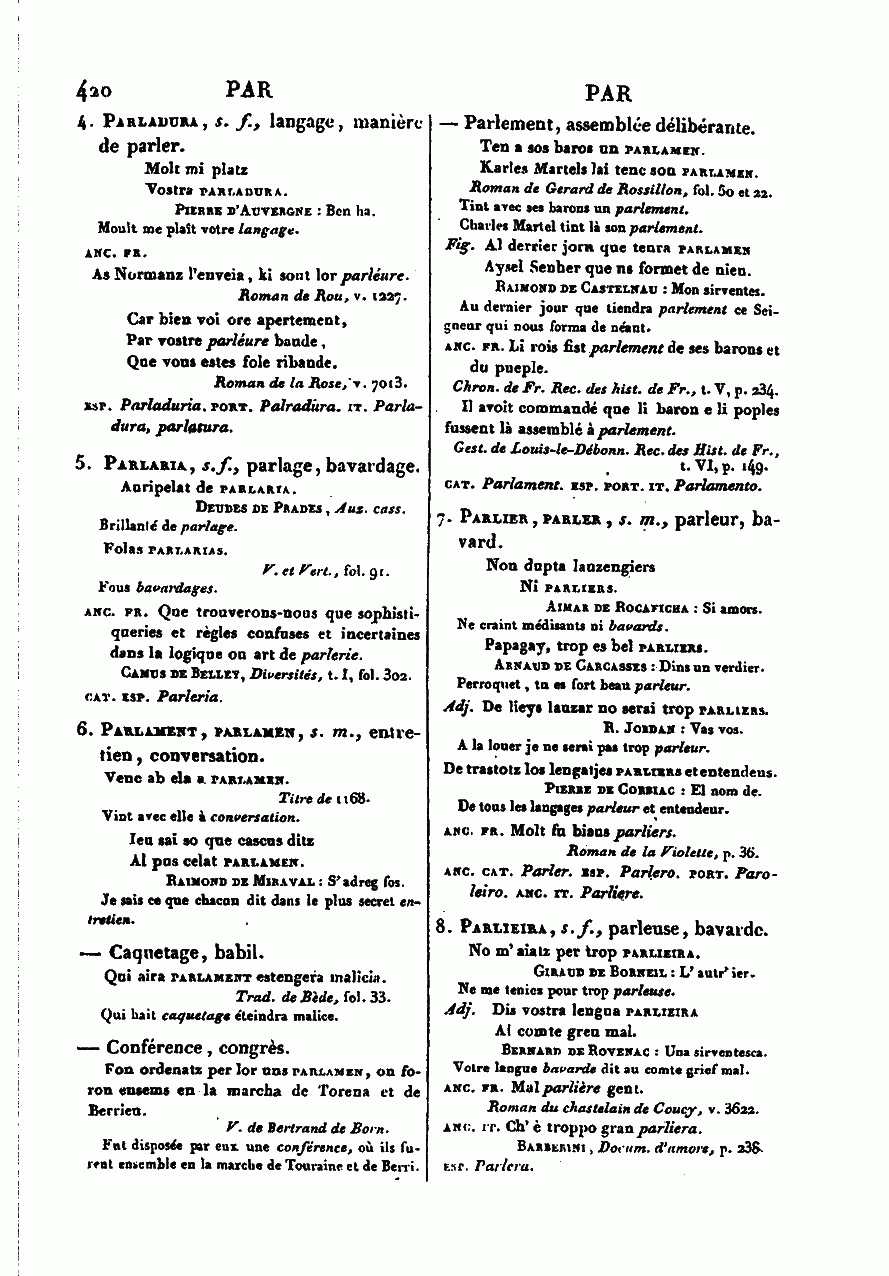 420 PAR
4. PARLADURA, s. f., langage, manière
de parler.
Molt mi platz
Vostra PARLADURA.
PIERRE D'AUVERGNE : Ben ha.
Moult me plaît votre langage.
ANC. FR.
As Normanz l'enveia, ki sont lor parléure.
Roman de Rou, v. 1227.
Car bien voi ore apertement,
Par vostre parléure baude,
Que vous estes fole ribaude.
Roman de la Rose, v. 7013.
ESP. Parladuria. PORT. Palradura. IT. Parla-
dura, parlatura.
5. PARLARIA, s. f., parlage, bavardage.
Auripelat de PARLARIA.
DEUDES DE PRADES, Aus. cass.
Brillanté de parlage.
Folas PARLARIAS.
V. et Vert., fol. 91.
Fous bavardages.
ANC. FR. Que trouverons-nous que sophisti-
queries et règles confuses et incertaines
dans la logique ou art de parlerie.
CAMUS DE BELLEY, Diversités, t. I, fol. 302.
CAT. ESP. Parleria.
6. PARLAMENT, PARLAMEN, s. m., entre-
tien, conversation.
Venc ab ela a PARLAMEN.
Titre de 1168.
Vint avec elle à conversation.
Ieu sai so que cascus ditz
Al pus celat PARLAMEN.
RAIMOND DE MIRAVAL : S'adreg fos.
Je sais ce que chacun dit dans le plus secret en-
tretien.
— Caquetage, babil.
Qui aira PARLAMENT estengera malicia.
Trad. de Bède, fol. 33.
Qui hait caquetage éteindra malice.
— Conférence, congrès.
Fon ordenatz per lor uns PARLAMEN, on fo-
ron ensems en la marcha de Torena et de
Berrieu.
V. de Bertrand de Born.
Fut disposée par eux une conférence, où ils fu-
rent ensemble en la marche de Touraine et de Berri.
PAR
— Parlement, assemblée délibérante.
Ten a sos baros un PARLAMEN.
Karles Martels lai tenc son PARLAMEN.
Roman de Gerard de Rossillon, fol. 50 et 22.
Tint avec ses barons un parlement.
Charles Martel tint là son parlement.
Fig. Al derrier jorn que tenra PARLAMEN
Aysel Senher que ns formet de nien.
RAIMOND DE CASTELNAU : Mon sirventes.
Au dernier jour que tiendra parlement ce Sei-
gneur qui nous forma de néant.
ANC. FR. Li rois fist parlement de ses barons et
du pueple.
Chron. de Fr. Rec. des hist. de Fr., t. V, p. 234.
Il avoit commandé que li baron e li poples
fussent là assemblé à parlement.
Gest. de Louis-le-Débonn. Rec. des Hist. de Fr.,
t. VI, p. 149.
CAT. Parlament. ESP. PORT. IT. Parlamento.
7. PARLIER, PARLER, s. m., parleur, ba-
vard.
Non dupta lauzengiers
Ni PARLIERS.
AIMAR DE ROCAFICHA : Si amors.
Ne craint médisants ni bavards.
Papagay, trop es bel PARLIERS.
ARNAUD DE CARCASSES : Dins un verdier.
Perroquet, tu es fort beau parleur.
Adj. De lieys lauzar no serai trop PARLIERS.
R. JORDAN : Vas vos.
A la louer je ne serai pas trop parleur.
De trastotz los lengatjes PARLIERS et entendeus.
PIERRE DE CORBIAC : El nom de.
De tous les langages parleur et entendeur.
ANC. FR. Molt fu biaus parliers.
Roman de la Violette, p. 36.
ANC. CAT. Parler. ESP. Parlero. PORT. Paro-
leiro. ANC. IT. Parliere.
8. PARLIEIRA, s. f., parleuse, bavarde.
No m'aiatz per trop PARLIEIRA.
GIRAUD DE BORNEIL : L'autr'ier.
Ne me teniez pour trop parleuse.
Adj. Dis vostra lengua PARLIEIRA
Al comte greu mal.
BERNARD DE ROVENAC : Una sirventesca.
Votre langue bavarde dit au comte grief mal.
ANC. FR. Mal parlière gent.
Roman du chastelain de Coucy, v. 3622.
ANC. IT. Ch'è troppo gran parliera.
BARBERINI, Docum. d'amore, p. 238.
ESP. Parlera.